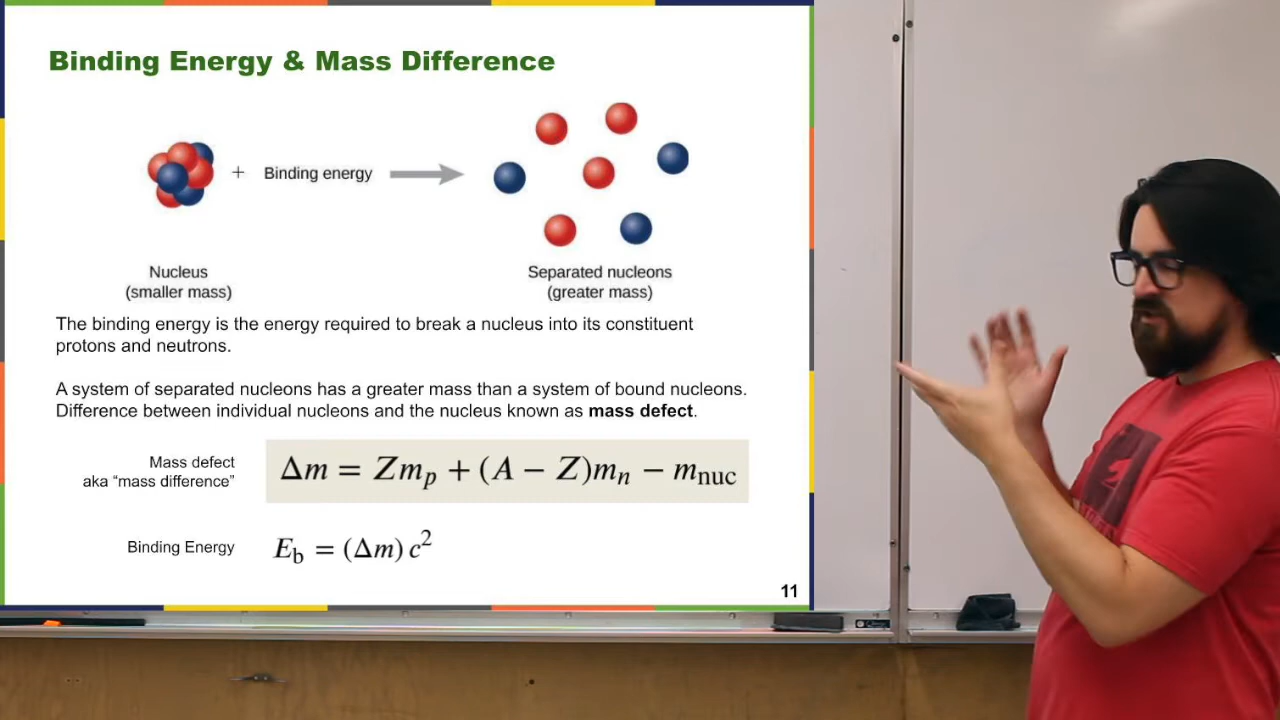 Binding Energy & Mass Difference
+ Binding energy
Nucleus
(smaller mass)
Separated nucleons
(greater mass)
The binding energy is the energy required to break a nucleus into its constituent
protons and neutrons.
A system of separated nucleons has a greater mass than a system of bound nucleons.
Difference between individual nucleons and the nucleus known as mass defect.
Mass defect
aka “mass difference”
Δm = Zmₚ + (A − Z)mₙ − m_nuc
Binding Energy
E_b = (Δm) c²
11